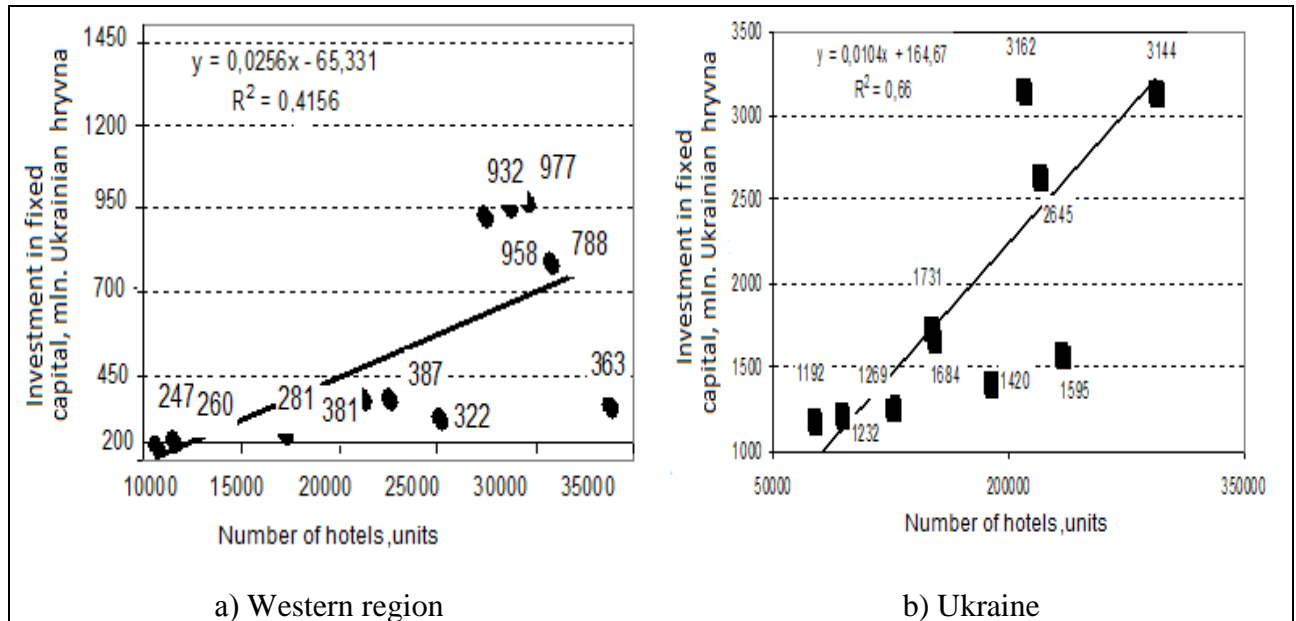 Investment in fixed
capital, mln. Ukrainian hryvna
1450
1200
950
700
450
200
y = 0,0256x - 65,331
R² = 0,4156
932 977
958 788
247 260 281 381 387 322 363
10000 15000 20000 25000 30000 35000
Number of hotels,units
a) Western region
Investment in fixed
capital, mln. Ukrainian hryvna
3500
3000
2500
2000
1500
1000
y = 0,0104x + 164,67
R² = 0,66
3162 3144
2645
1731
1192 1269 1684 1420 1595
1232
50000 200000 350000
Number of hotels,units
b) Ukraine